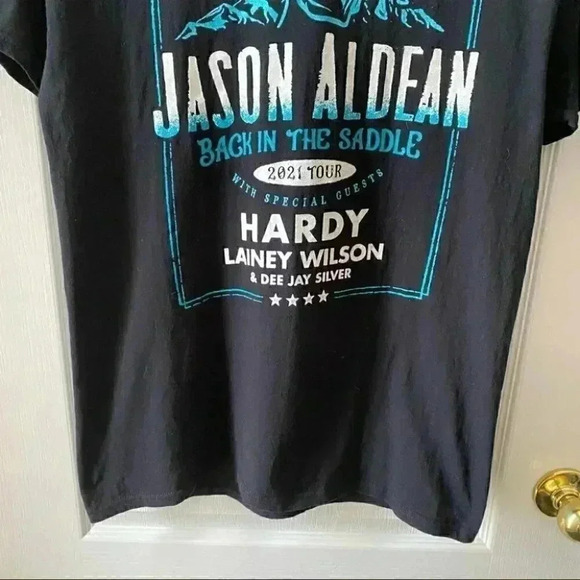 JASON ALDEAN
BACK IN THE SADDLE
2021 TOUR
WITH SPECIAL GUESTS
HARDY
LAINEY WILSON
& DEE JAY SILVER